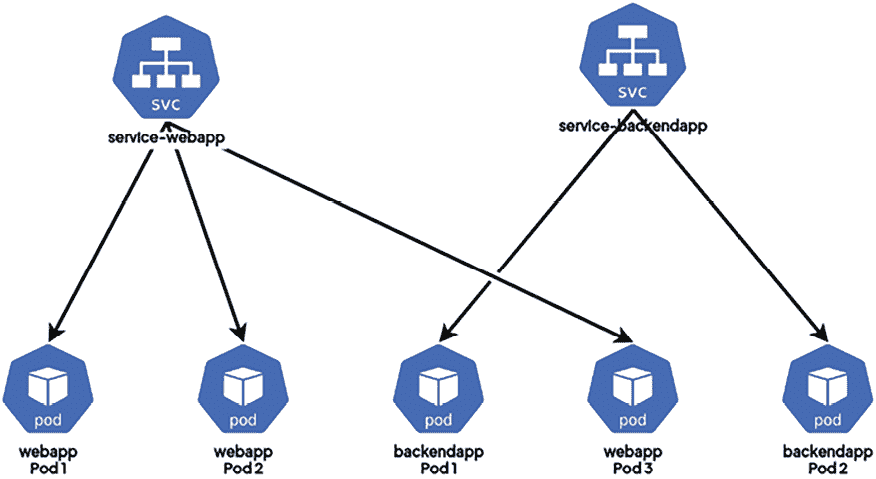 svc
svc
service-webapp
service-backendapp
pod
pod
pod
pod
pod
webapp
Pod 1
webapp
Pod 2
backendapp
Pod 1
webapp
Pod 3
backendapp
Pod 2